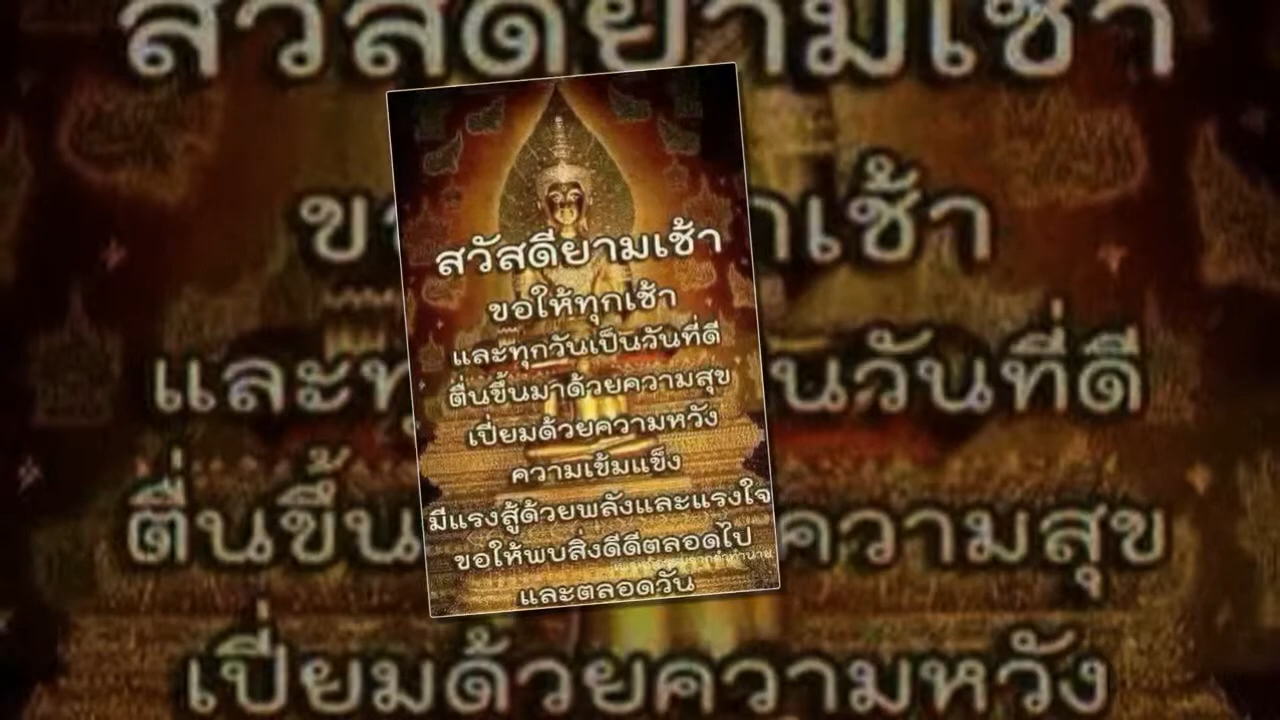 สวัสดียามเช้า
ขอให้ทุกเช้า
และทุกวันเป็นวันที่ดี
ตื่นขึ้นมาด้วยความสุข
เปี่ยมด้วยความหวัง
ความเข้มแข็ง
มีแรงสู้ด้วยพลังและแรงใจ
ขอให้พบสิ่งดีดีตลอดไป
และตลอดวัน